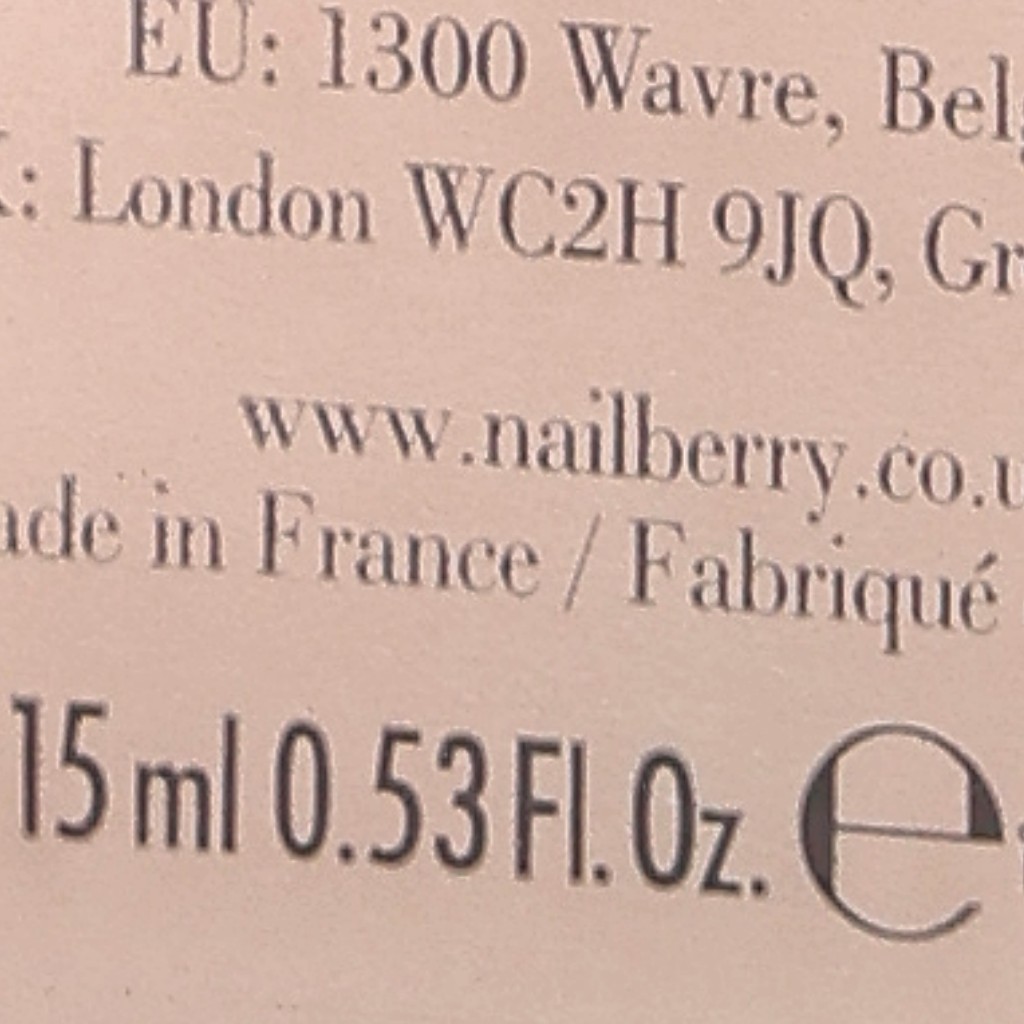 EU: 1300 Wavre, Belg
: London WC2H 9JQ, Gr
www.nailberry.co.u
ade in France / Fabriqué
15 ml 0.53 Fl. Oz. ℮